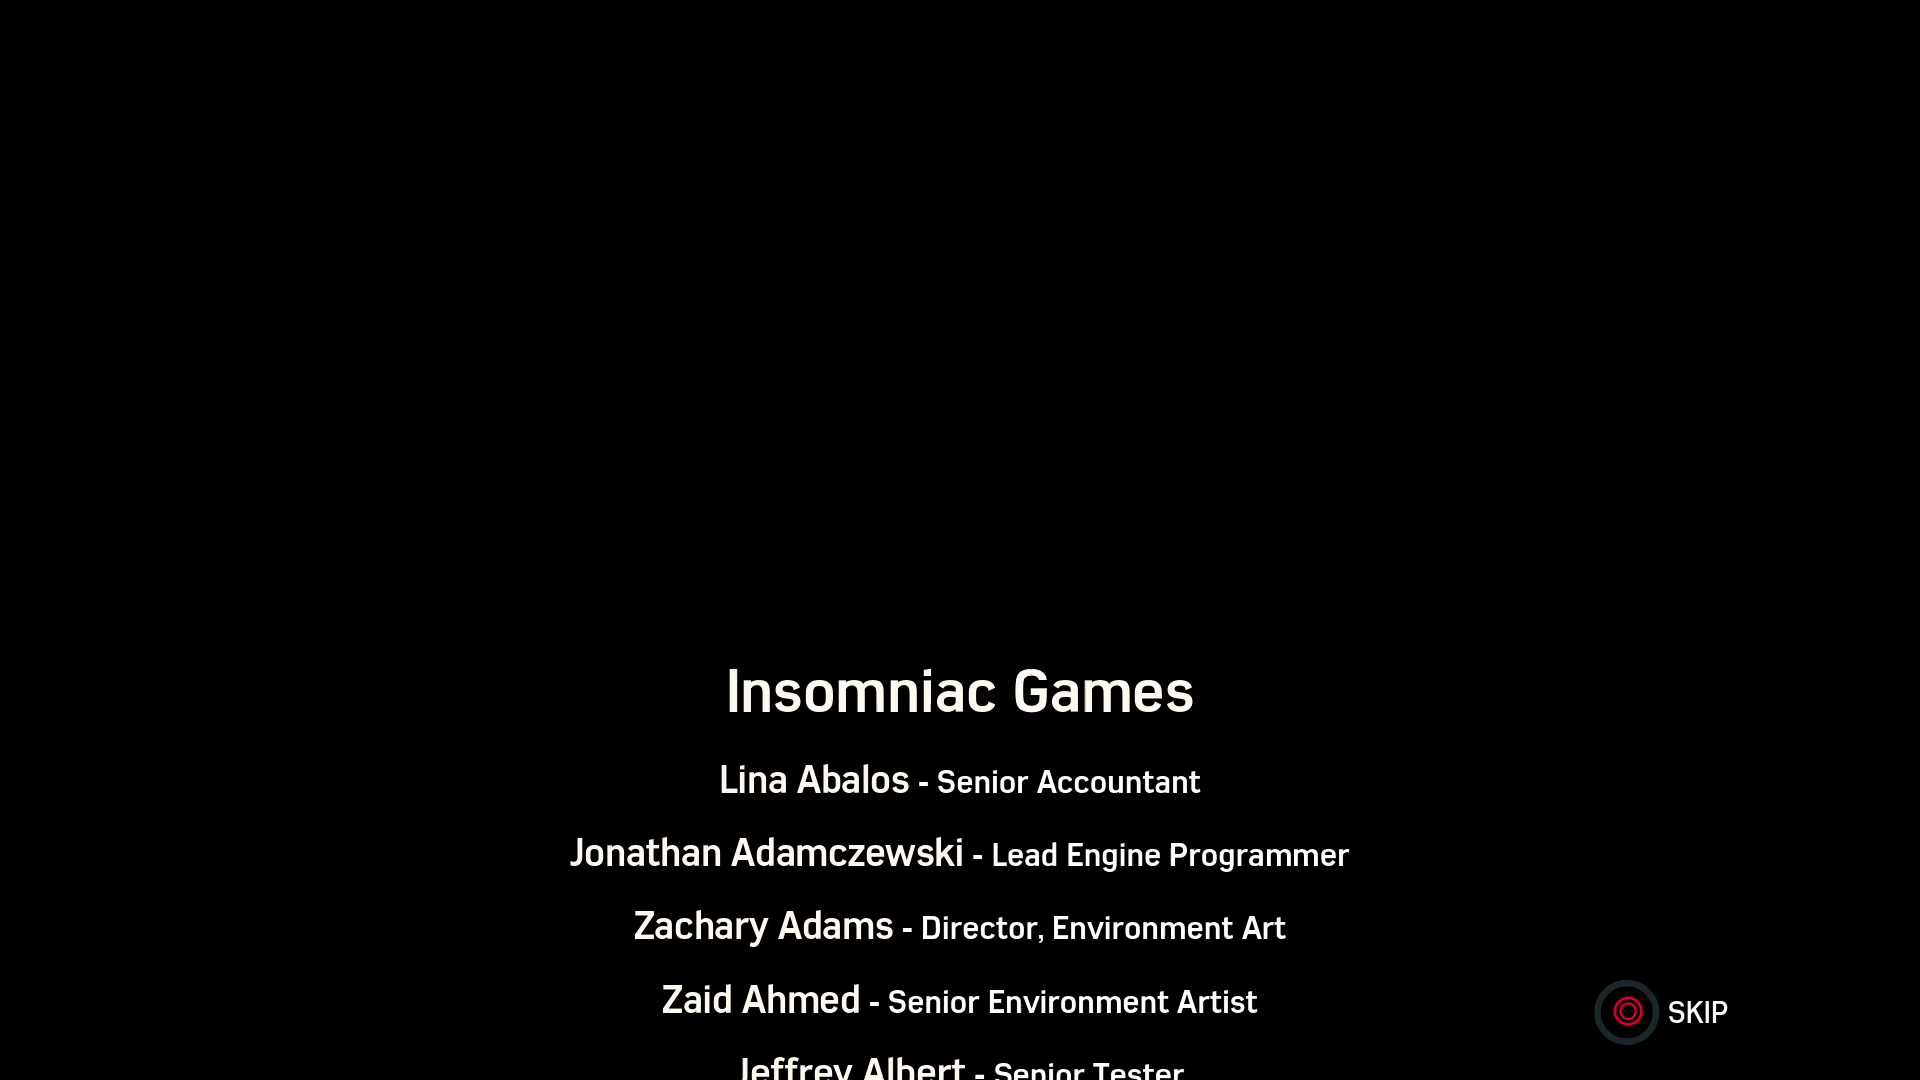 Insomniac Games
Lina Abalos - Senior Accountant
Jonathan Adamczewski - Lead Engine Programmer
Zachary Adams - Director, Environment Art
Zaid Ahmed - Senior Environment Artist
SKIP
Jeffrey Albert - Senior Tester